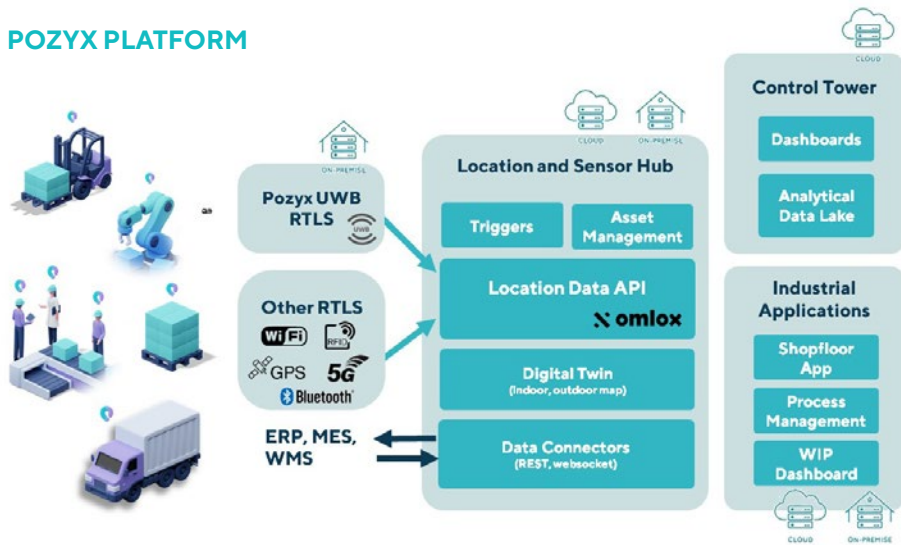 POZYX PLATFORM
CLOUD
Control Tower
Dashboards
Analytical
Data Lake
CLOUD
ON-PREMISE
Location and Sensor Hub
Triggers
Asset
Management
Location Data API
omlox
Digital Twin
(Indoor, outdoor map)
Data Connectors
(REST, websocket)
ON-PREMISE
Pozyx UWB
RTLS
UWB
Other RTLS
WiFi
RFID
GPS
5G
Bluetooth
ERP, MES,
WMS
Industrial
Applications
Shopfloor
App
Process
Management
WIP
Dashboard
CLOUD
ON-PREMISE